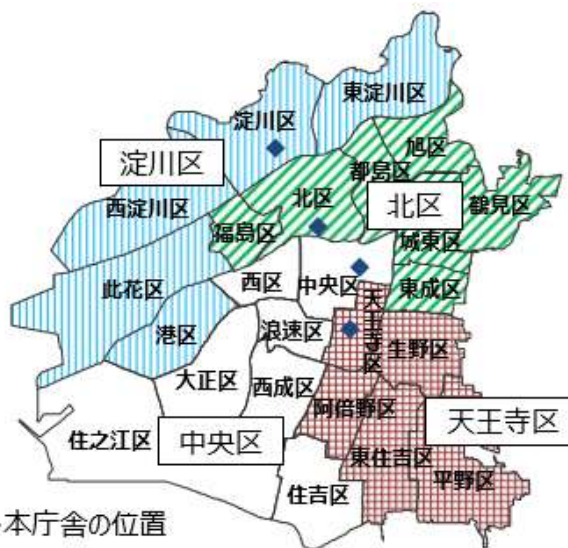 東淀川区
淀川区
淀川区
旭区
都島区
西淀川区
北区
北区
鶴見区
福島区
城東区
此花区
西区
中央区
東成区
港区
浪速区
天王寺区
生野区
大正区
西成区
阿倍野区
天王寺区
住之江区
中央区
東住吉区
平野区
住吉区
本庁舎の位置